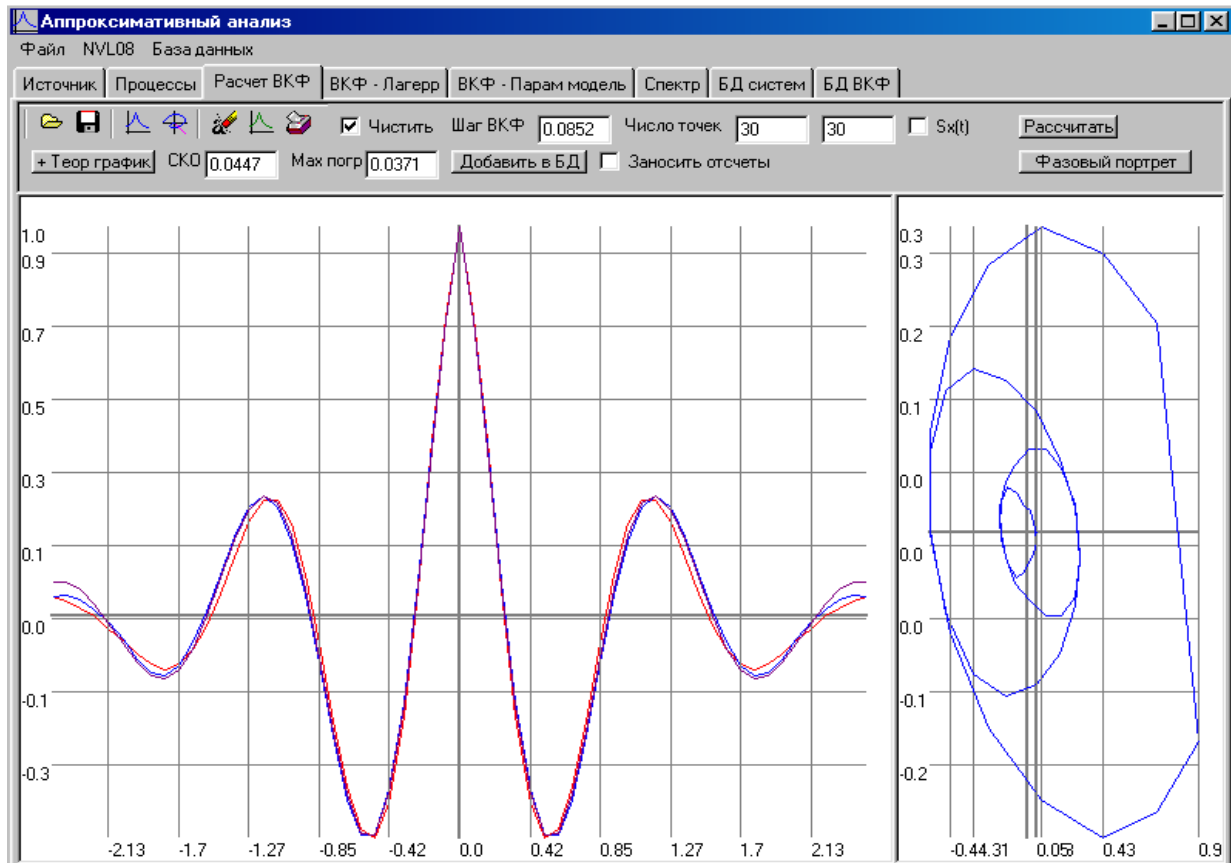 Аппроксимативный анализ
Файл NVL08 База данных
Источник Процессы Расчет ВКФ ВКФ - Лагерр ВКФ - Парам модель Спектр БД систем БД ВКФ
Чистить Шаг ВКФ 0.0852 Число точек 30 30 Sx(t) Рассчитать
+ Теор график СКО 0.0447 Мах погр 0.0371 Добавить в БД Заносить отсчеты Фазовый портрет
1.0
0.9
0.7
0.5
0.3
0.1
0.0
-0.1
-0.3
-2.13 -1.7 -1.27 -0.85 -0.42 0.0 0.42 0.85 1.27 1.7 2.13
0.3
0.3
0.2
0.1
0.0
0.0
0.0
-0.1
-0.2
-0.44.31 0.053 0.43 0.9